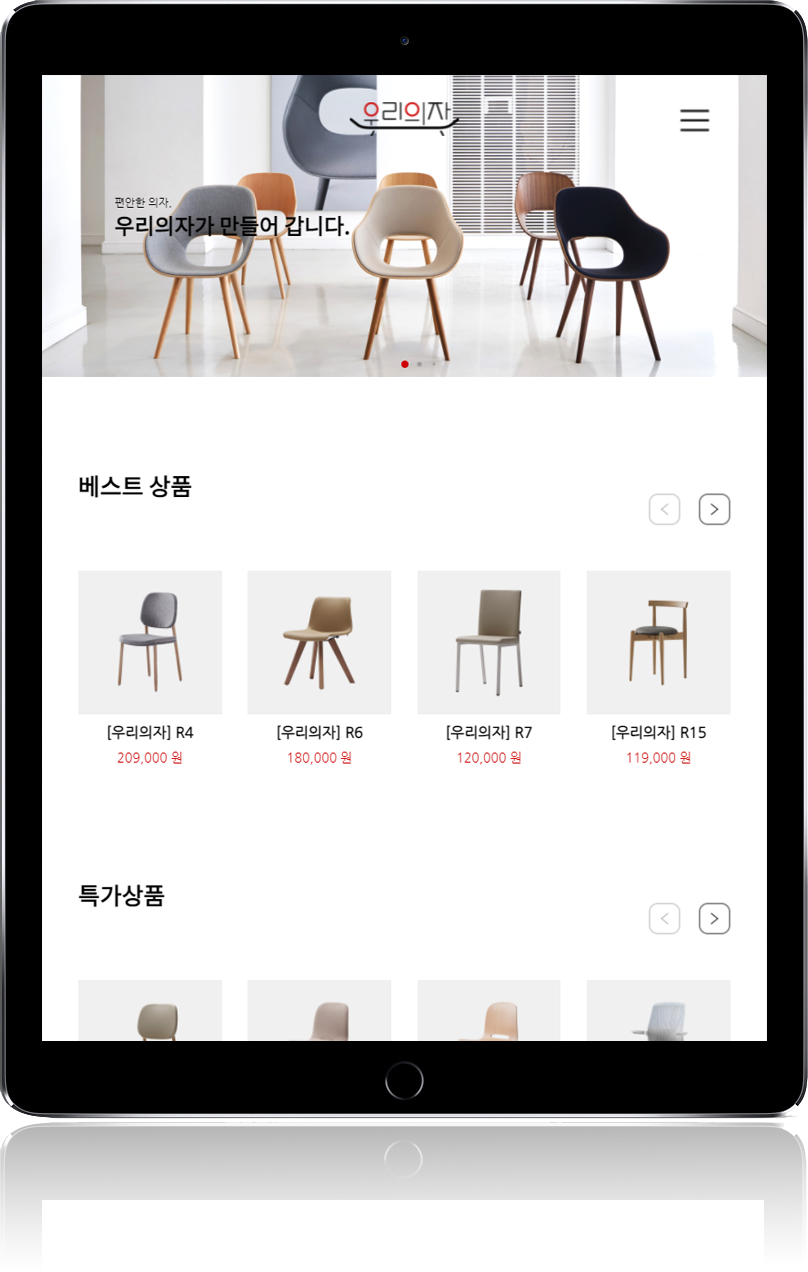 우리의자
편안한 의자.
우리의자가 만들어 갑니다.
베스트 상품
[우리의자] R4
[우리의자] R6
[우리의자] R7
[우리의자] R15
209,000 원
180,000 원
120,000 원
119,000 원
특가상품